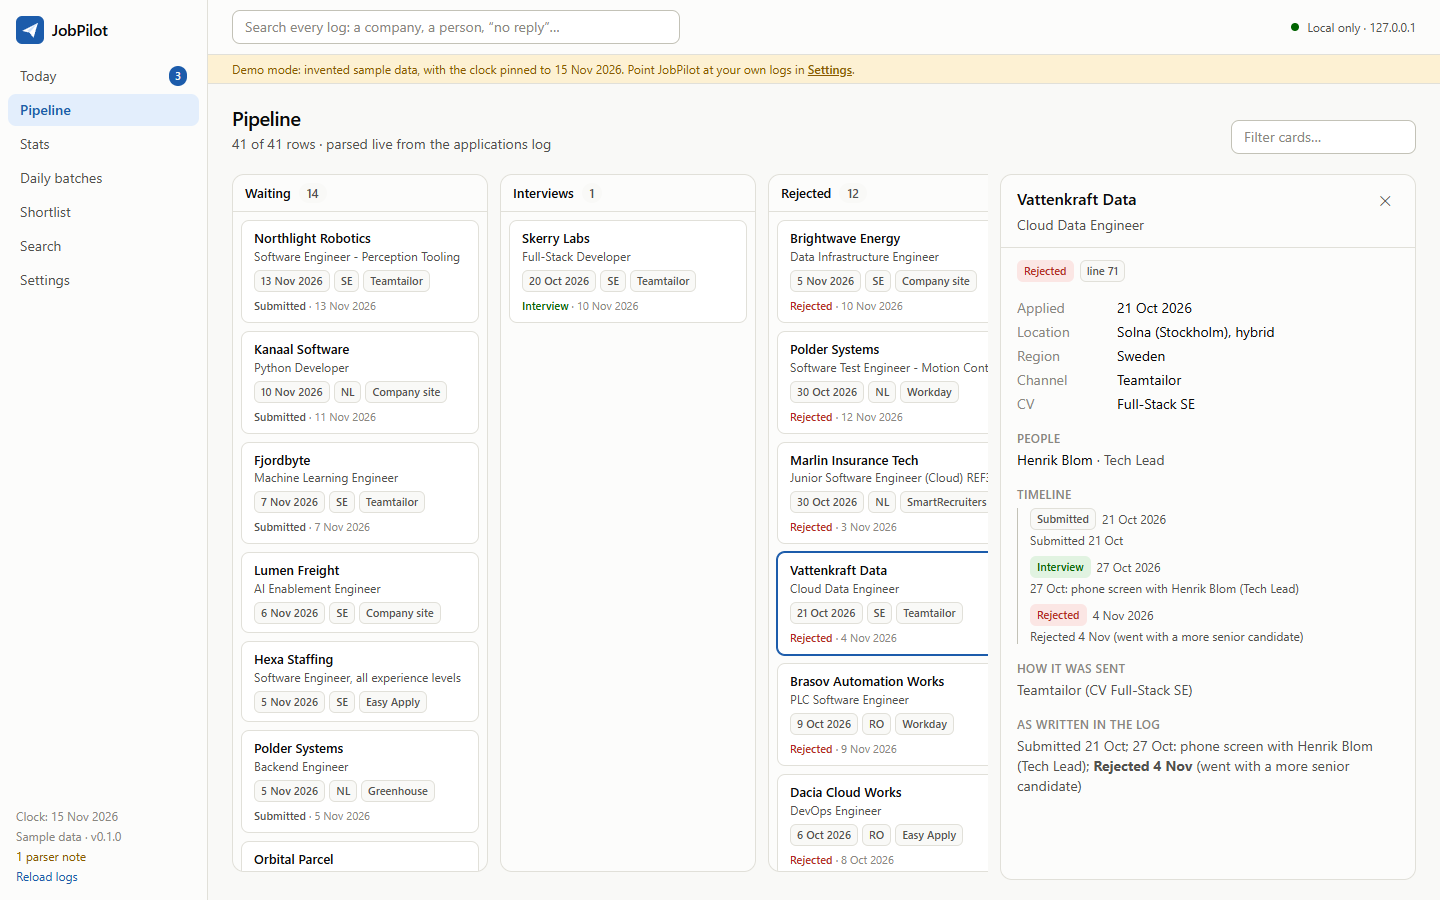 JobPilot
Search every log: a company, a person, “no reply”…
Local only · 127.0.0.1
Today 3
Pipeline
Stats
Daily batches
Shortlist
Search
Settings
Clock: 15 Nov 2026
Sample data · v0.1.0
1 parser note
Reload logs
Demo mode: invented sample data, with the clock pinned to 15 Nov 2026. Point JobPilot at your own logs in Settings.
Pipeline
41 of 41 rows · parsed live from the applications log
Filter cards…
Waiting 14
Northlight Robotics
Software Engineer - Perception Tooling
13 Nov 2026 SE Teamtailor
Submitted · 13 Nov 2026
Kanaal Software
Python Developer
10 Nov 2026 NL Company site
Submitted · 11 Nov 2026
Fjordbyte
Machine Learning Engineer
7 Nov 2026 SE Teamtailor
Submitted · 7 Nov 2026
Lumen Freight
AI Enablement Engineer
6 Nov 2026 SE Company site
Hexa Staffing
Software Engineer, all experience levels
5 Nov 2026 SE Easy Apply
Polder Systems
Backend Engineer
5 Nov 2026 NL Greenhouse
Submitted · 5 Nov 2026
Orbital Parcel
Interviews 1
Skerry Labs
Full-Stack Developer
20 Oct 2026 SE Teamtailor
Interview · 10 Nov 2026
Rejected 12
Brightwave Energy
Data Infrastructure Engineer
5 Nov 2026 SE Company site
Rejected · 10 Nov 2026
Polder Systems
Software Test Engineer - Motion Cont
30 Oct 2026 NL Workday
Rejected · 12 Nov 2026
Marlin Insurance Tech
Junior Software Engineer (Cloud) REF
30 Oct 2026 NL SmartRecruiters
Rejected · 3 Nov 2026
Vattenkraft Data
Cloud Data Engineer
21 Oct 2026 SE Teamtailor
Rejected · 4 Nov 2026
Brasov Automation Works
PLC Software Engineer
9 Oct 2026 RO Workday
Rejected · 9 Nov 2026
Dacia Cloud Works
DevOps Engineer
6 Oct 2026 RO Easy Apply
Rejected · 8 Oct 2026
Vattenkraft Data
Cloud Data Engineer
Rejected line 71
Applied 21 Oct 2026
Location Solna (Stockholm), hybrid
Region Sweden
Channel Teamtailor
CV Full-Stack SE
PEOPLE
Henrik Blom · Tech Lead
TIMELINE
Submitted 21 Oct 2026
Submitted 21 Oct
Interview 27 Oct 2026
27 Oct: phone screen with Henrik Blom (Tech Lead)
Rejected 4 Nov 2026
Rejected 4 Nov (went with a more senior candidate)
HOW IT WAS SENT
Teamtailor (CV Full-Stack SE)
AS WRITTEN IN THE LOG
Submitted 21 Oct; 27 Oct: phone screen with Henrik Blom
(Tech Lead); Rejected 4 Nov (went with a more senior
candidate)